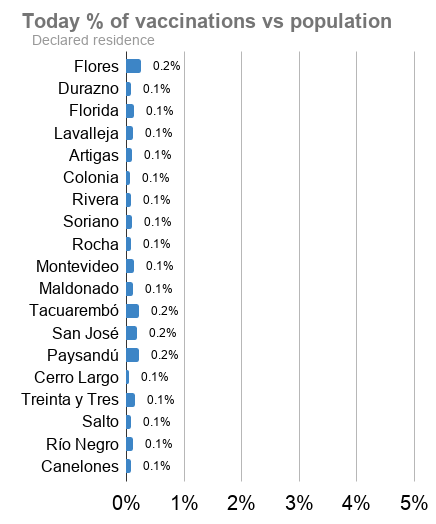 Today % of vaccinations vs population
Declared residence
Flores 0.2%
Durazno 0.1%
Florida 0.1%
Lavalleja 0.1%
Artigas 0.1%
Colonia 0.1%
Rivera 0.1%
Soriano 0.1%
Rocha 0.1%
Montevideo 0.1%
Maldonado 0.1%
Tacuarembó 0.2%
San José 0.2%
Paysandú 0.2%
Cerro Largo 0.1%
Treinta y Tres 0.1%
Salto 0.1%
Río Negro 0.1%
Canelones 0.1%
0% 1% 2% 3% 4% 5%